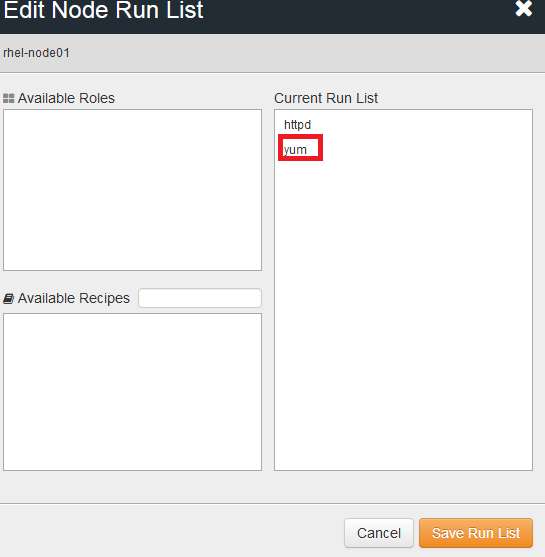 Edit Node Run List
rhel-node01
Available Roles
Current Run List
httpd
yum
Available Recipes
Cancel
Save Run List